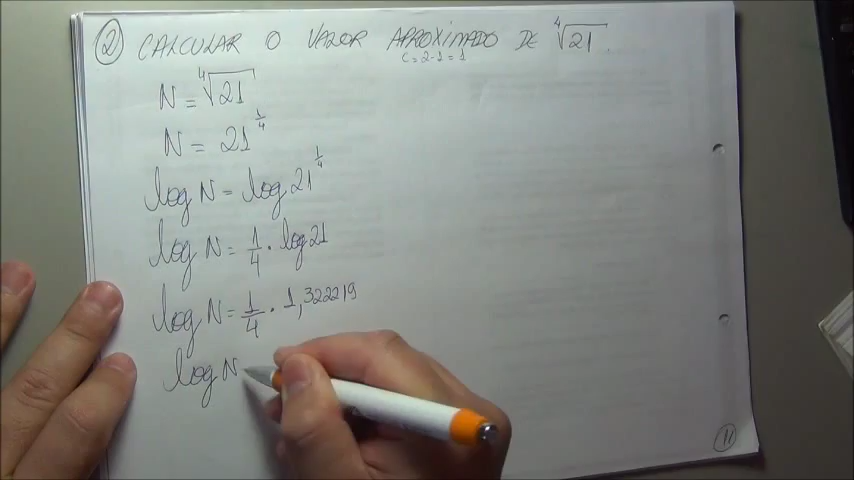 ② CALCULAR O VALOR APROXIMADO DE ⁴√21.
C = 2 - 1 = 1
N = ⁴√21
N = 21^1/4
log N = log 21^1/4
log N = 1/4 · log 21
log N = 1/4 · 1,322219
log N
11